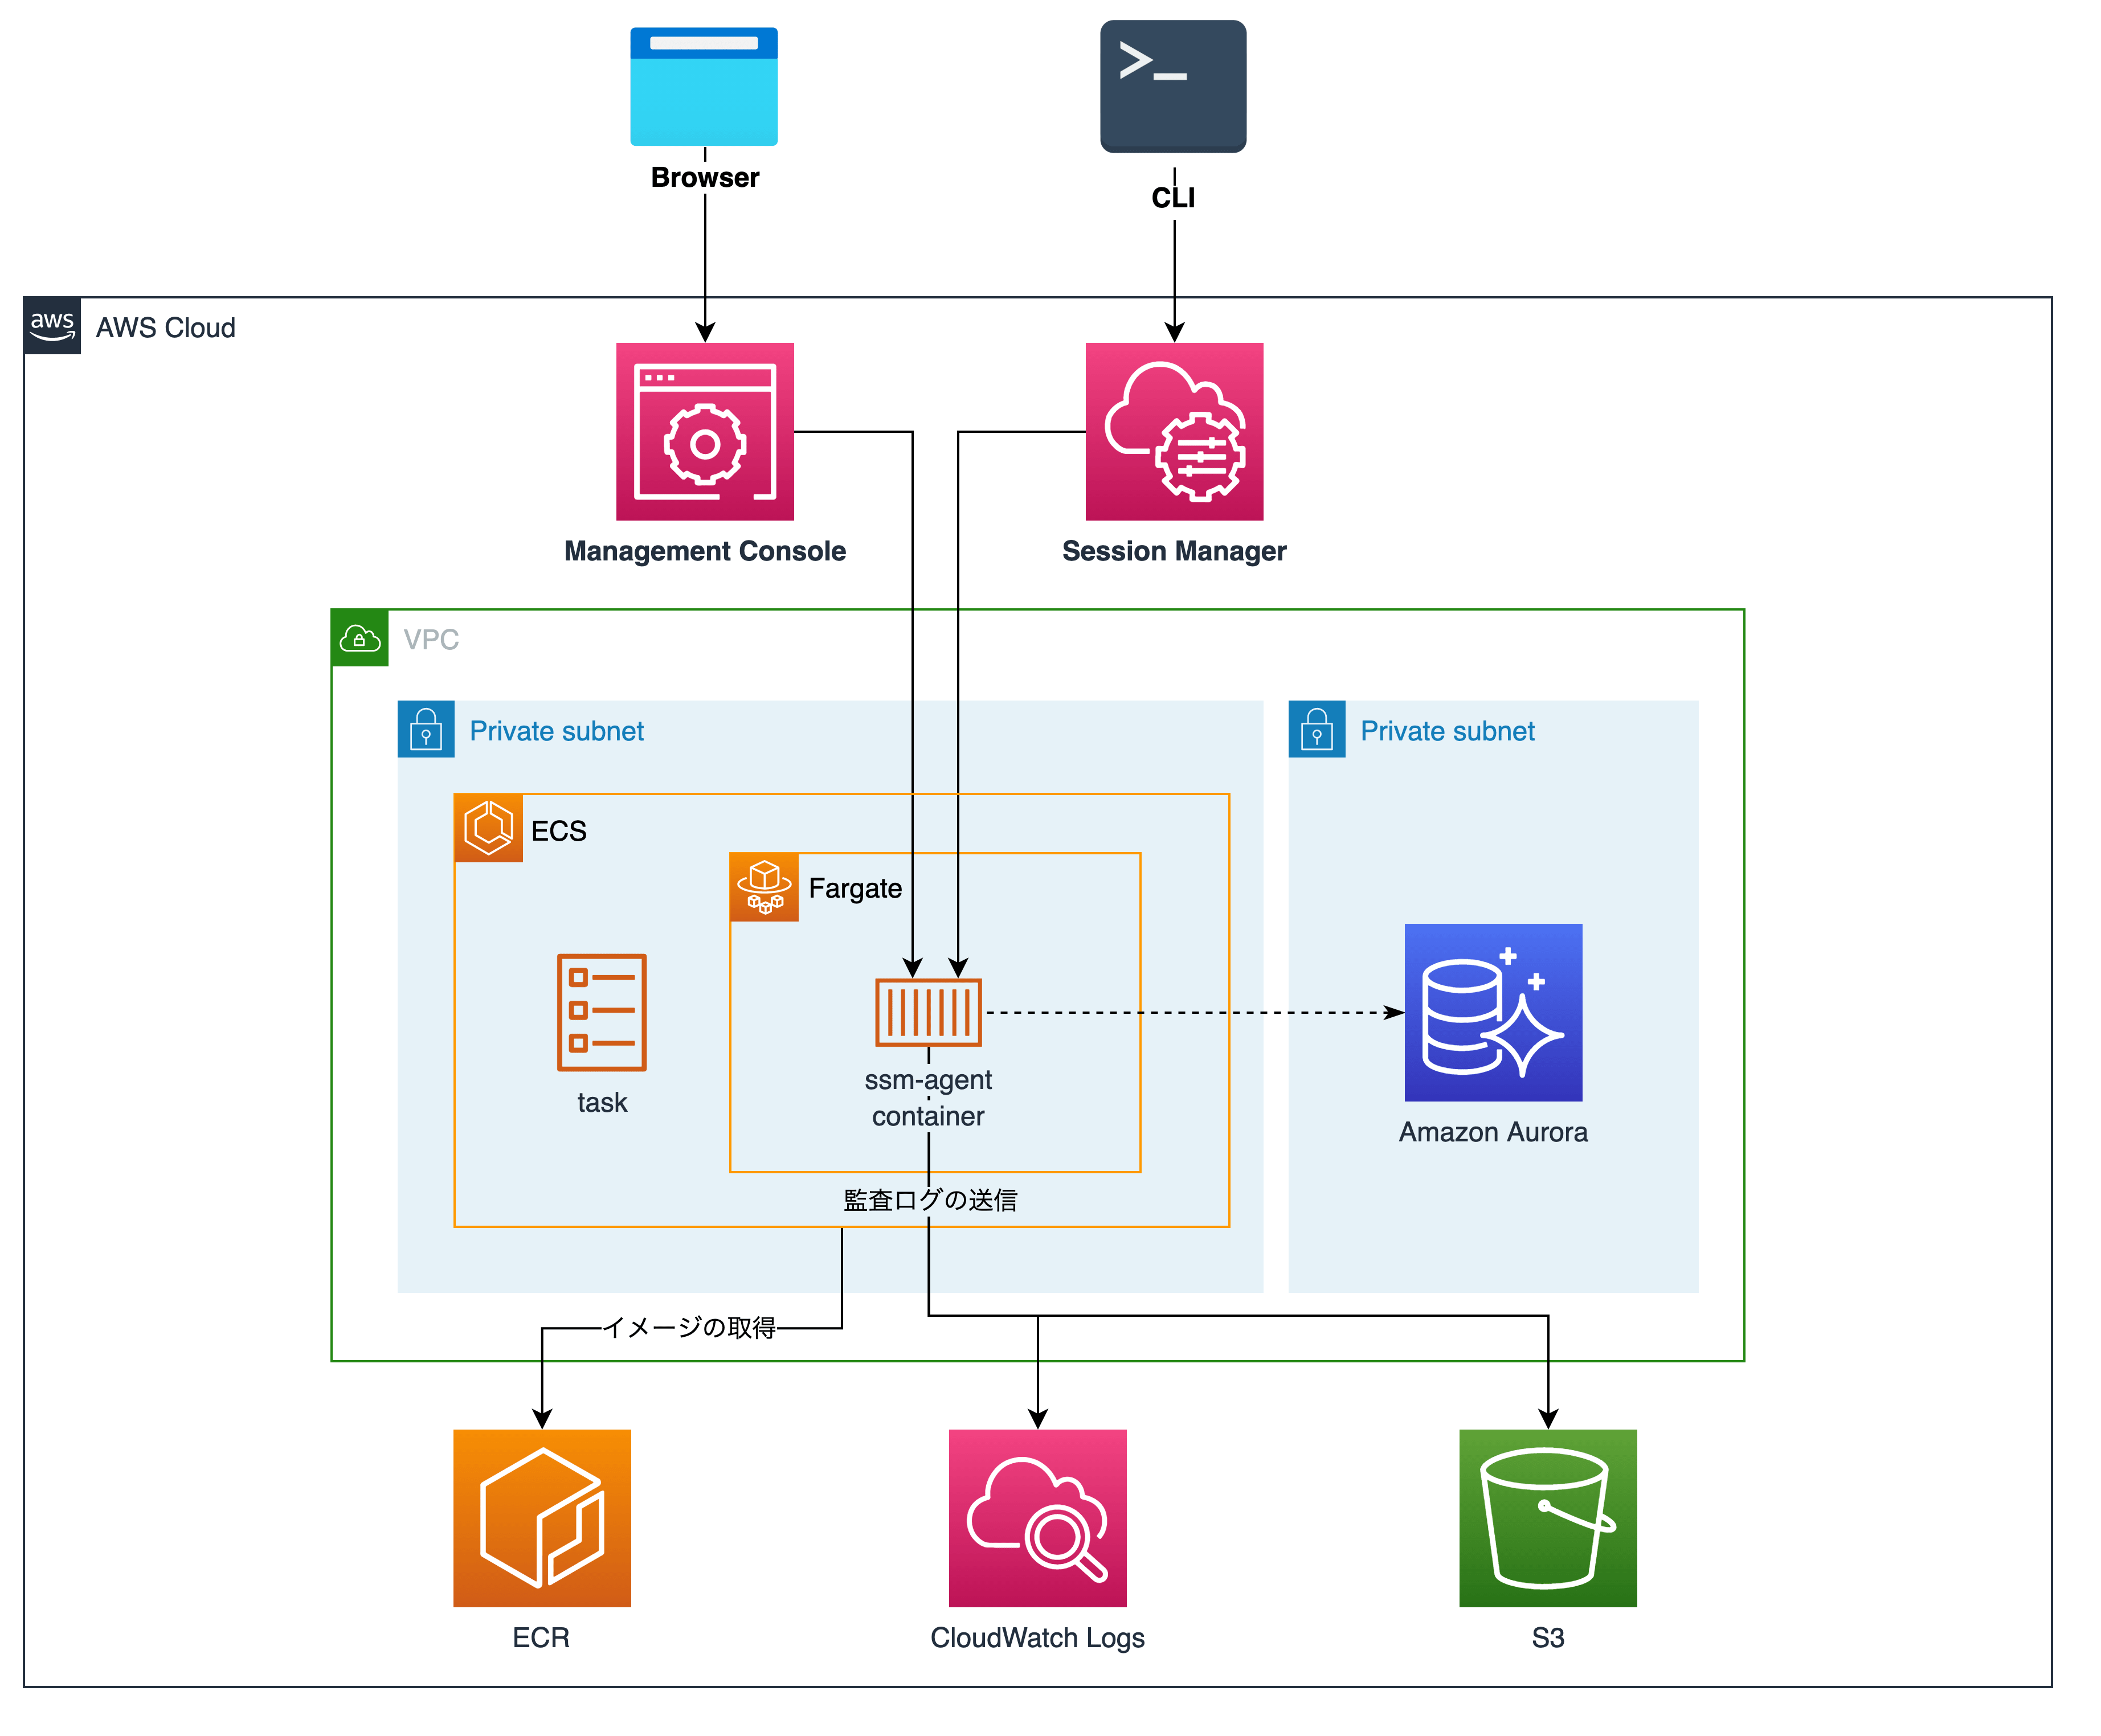 Browser
>_
CLI
aws
AWS Cloud
Management Console
Session Manager
VPC
Private subnet
Private subnet
ECS
Fargate
task
ssm-agent
container
Amazon Aurora
監査ログの送信
イメージの取得
ECR
CloudWatch Logs
S3